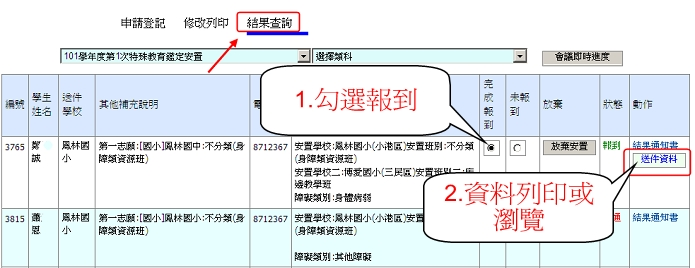 申請登記 修改列印 結果查詢
101學年度第1次特殊教育鑑定安置 選擇類科 會議即時進度
1.勾選報到
編號 學生姓名 送件學校 其他補充說明 電 完成報到 未報到 放棄 狀態 動作
3765 鄭 誠 鳳林國小 第一志願:[國小]鳳林國中:不分類(身障類資源班) 8712367 安置學校:鳳林國小(小港區)安置班別:不分類(身障類資源班)
安置學校二:博愛國小(三民區)安置班別二:
邊教學班
障礙類別:身體病弱
放棄安置 報到 結果通知書
送件資料
2.資料列印或
瀏覽
3815 蕭 恩 鳳林國小 第一志願:[國小]鳳林國小:不分類(身障類資源班) 8712367 安置學校:鳳林國小(小港區)安置
(身障類資源班)
障礙類別:其他障礙
通 結果通知書